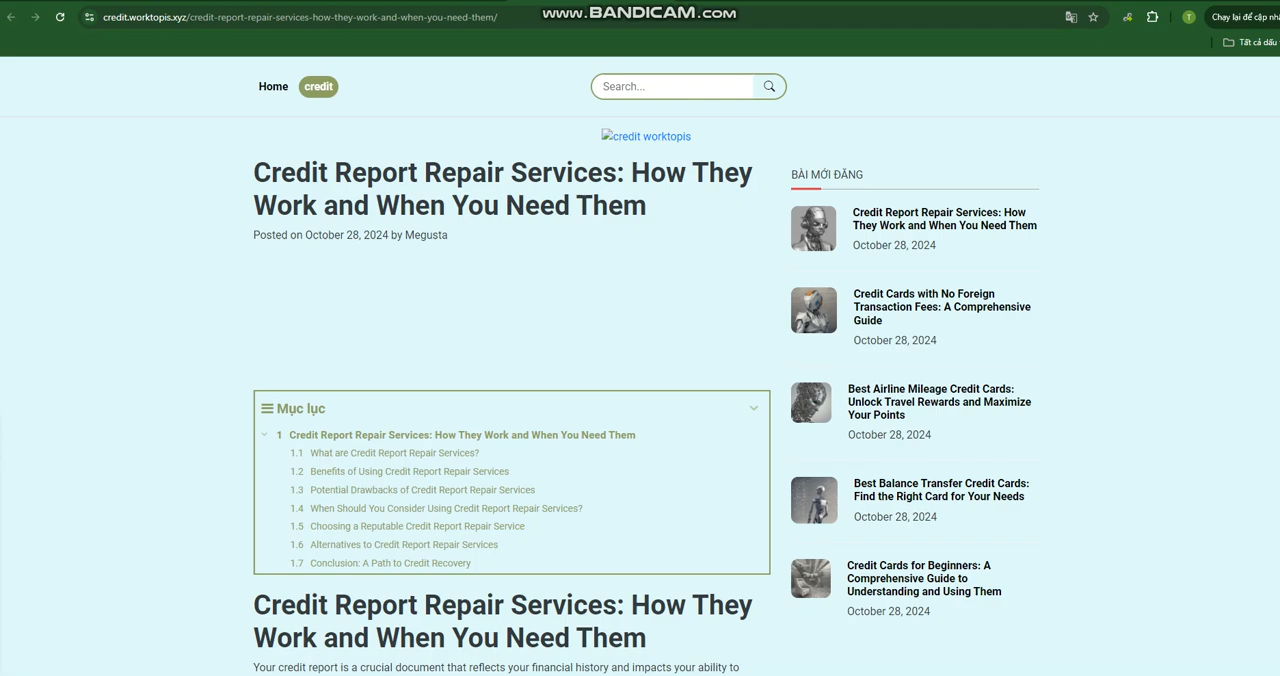 credit.worktopis.xyz/credit-report-repair-services-how-they-work-and-when-you-need-them/
www.BANDICAM.com
T
Chạy lại để cập nhậ
Tất cả dấu
Home
credit
Search...
credit worktopis
Credit Report Repair Services: How They
Work and When You Need Them
Posted on October 28, 2024 by Megusta
Mục lục
1 Credit Report Repair Services: How They Work and When You Need Them
1.1 What are Credit Report Repair Services?
1.2 Benefits of Using Credit Report Repair Services
1.3 Potential Drawbacks of Credit Report Repair Services
1.4 When Should You Consider Using Credit Report Repair Services?
1.5 Choosing a Reputable Credit Report Repair Service
1.6 Alternatives to Credit Report Repair Services
1.7 Conclusion: A Path to Credit Recovery
Credit Report Repair Services: How They
Work and When You Need Them
Your credit report is a crucial document that reflects your financial history and impacts your ability to
BÀI MỚI ĐĂNG
Credit Report Repair Services: How
They Work and When You Need Them
October 28, 2024
Credit Cards with No Foreign
Transaction Fees: A Comprehensive
Guide
October 28, 2024
Best Airline Mileage Credit Cards:
Unlock Travel Rewards and Maximize
Your Points
October 28, 2024
Best Balance Transfer Credit Cards:
Find the Right Card for Your Needs
October 28, 2024
Credit Cards for Beginners: A
Comprehensive Guide to
Understanding and Using Them
October 28, 2024